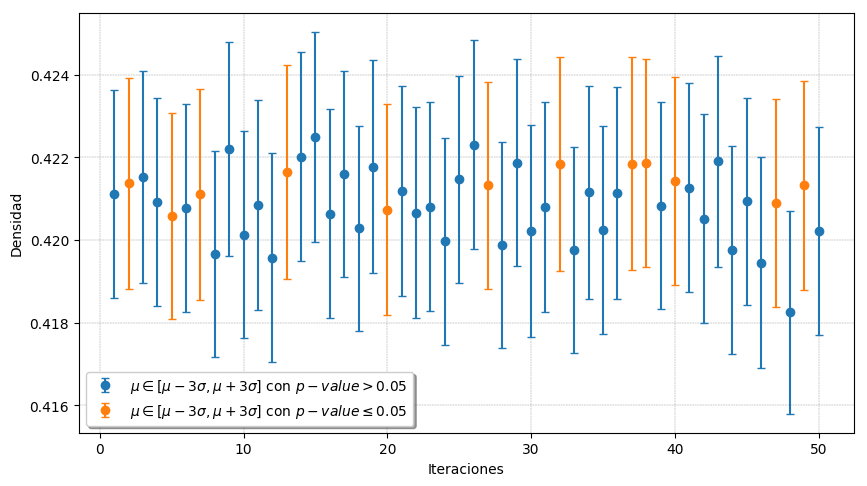 0.424
0.422
0.420
0.418
0.416
Densidad
μ ∈ [μ − 3σ, μ + 3σ] con p − value > 0.05
μ ∈ [μ − 3σ, μ + 3σ] con p − value ≤ 0.05
0 10 20 30 40 50
Iteraciones